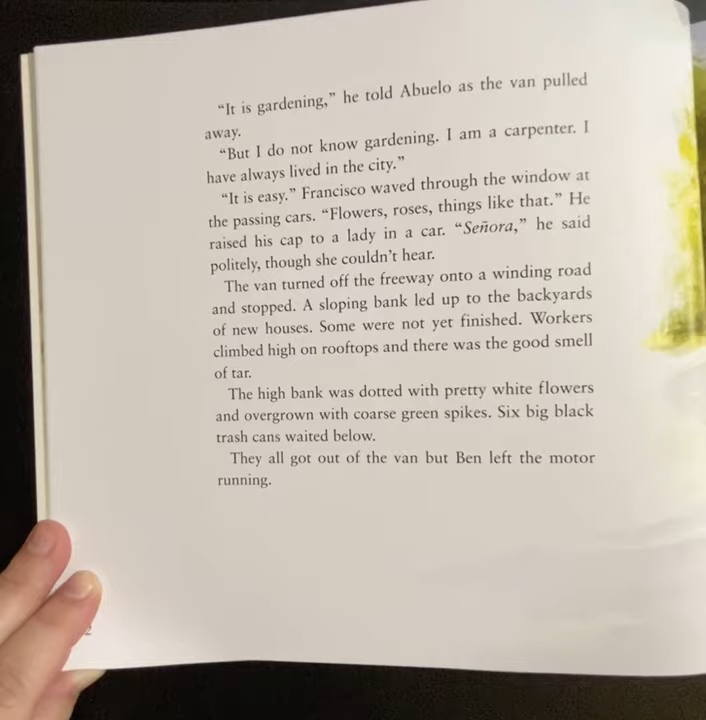 “It is gardening,” he told Abuelo as the van pulled
away.
“But I do not know gardening. I am a carpenter. I
have always lived in the city.”
“It is easy.” Francisco waved through the window at
the passing cars. “Flowers, roses, things like that.” He
raised his cap to a lady in a car. “Señora,” he said
politely, though she couldn’t hear.
The van turned off the freeway onto a winding road
and stopped. A sloping bank led up to the backyards
of new houses. Some were not yet finished. Workers
climbed high on rooftops and there was the good smell
of tar.
The high bank was dotted with pretty white flowers
and overgrown with coarse green spikes. Six big black
trash cans waited below.
They all got out of the van but Ben left the motor
running.